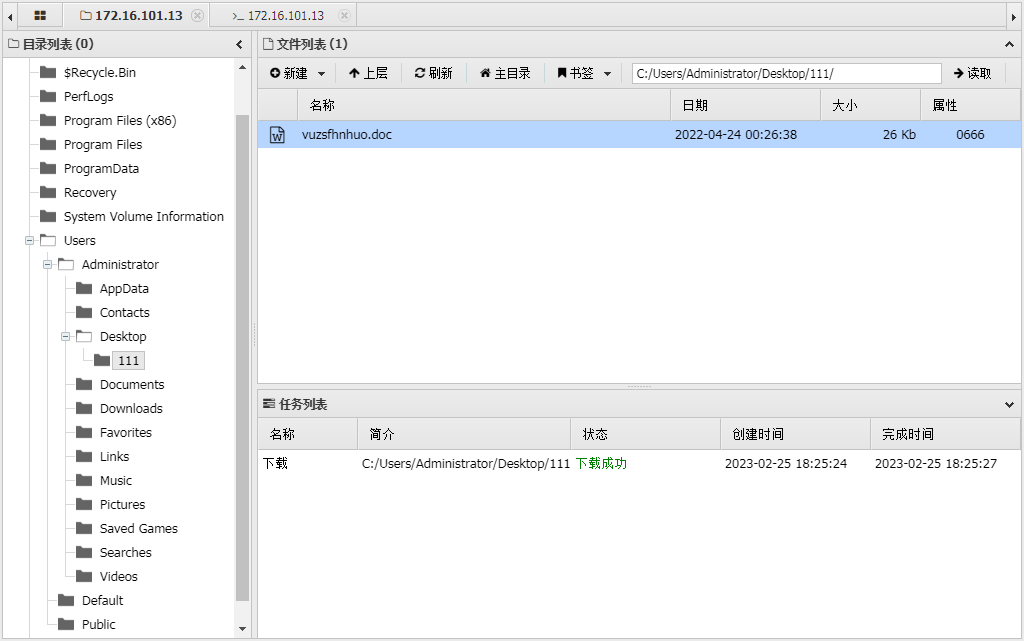 172.16.101.13
>_ 172.16.101.13
目录列表 (0)
$Recycle.Bin
PerfLogs
Program Files (x86)
Program Files
ProgramData
Recovery
System Volume Information
Users
Administrator
AppData
Contacts
Desktop
111
Documents
Downloads
Favorites
Links
Music
Pictures
Saved Games
Searches
Videos
Default
Public
文件列表 (1)
新建 上层 刷新 主目录 书签 C:/Users/Administrator/Desktop/111/ 读取
名称 日期 大小 属性
vuzsfhnhuo.doc 2022-04-24 00:26:38 26 Kb 0666
任务列表
名称 简介 状态 创建时间 完成时间
下载 C:/Users/Administrator/Desktop/111 下载成功 2023-02-25 18:25:24 2023-02-25 18:25:27